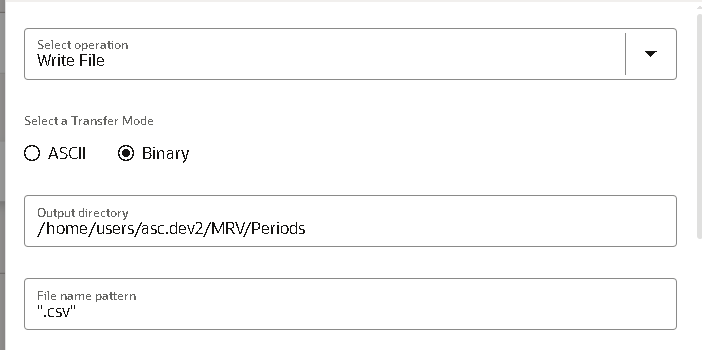 Select operation
Write File
Select a Transfer Mode
ASCII Binary
Output directory
/home/users/asc.dev2/MRV/Periods
File name pattern
".csv"